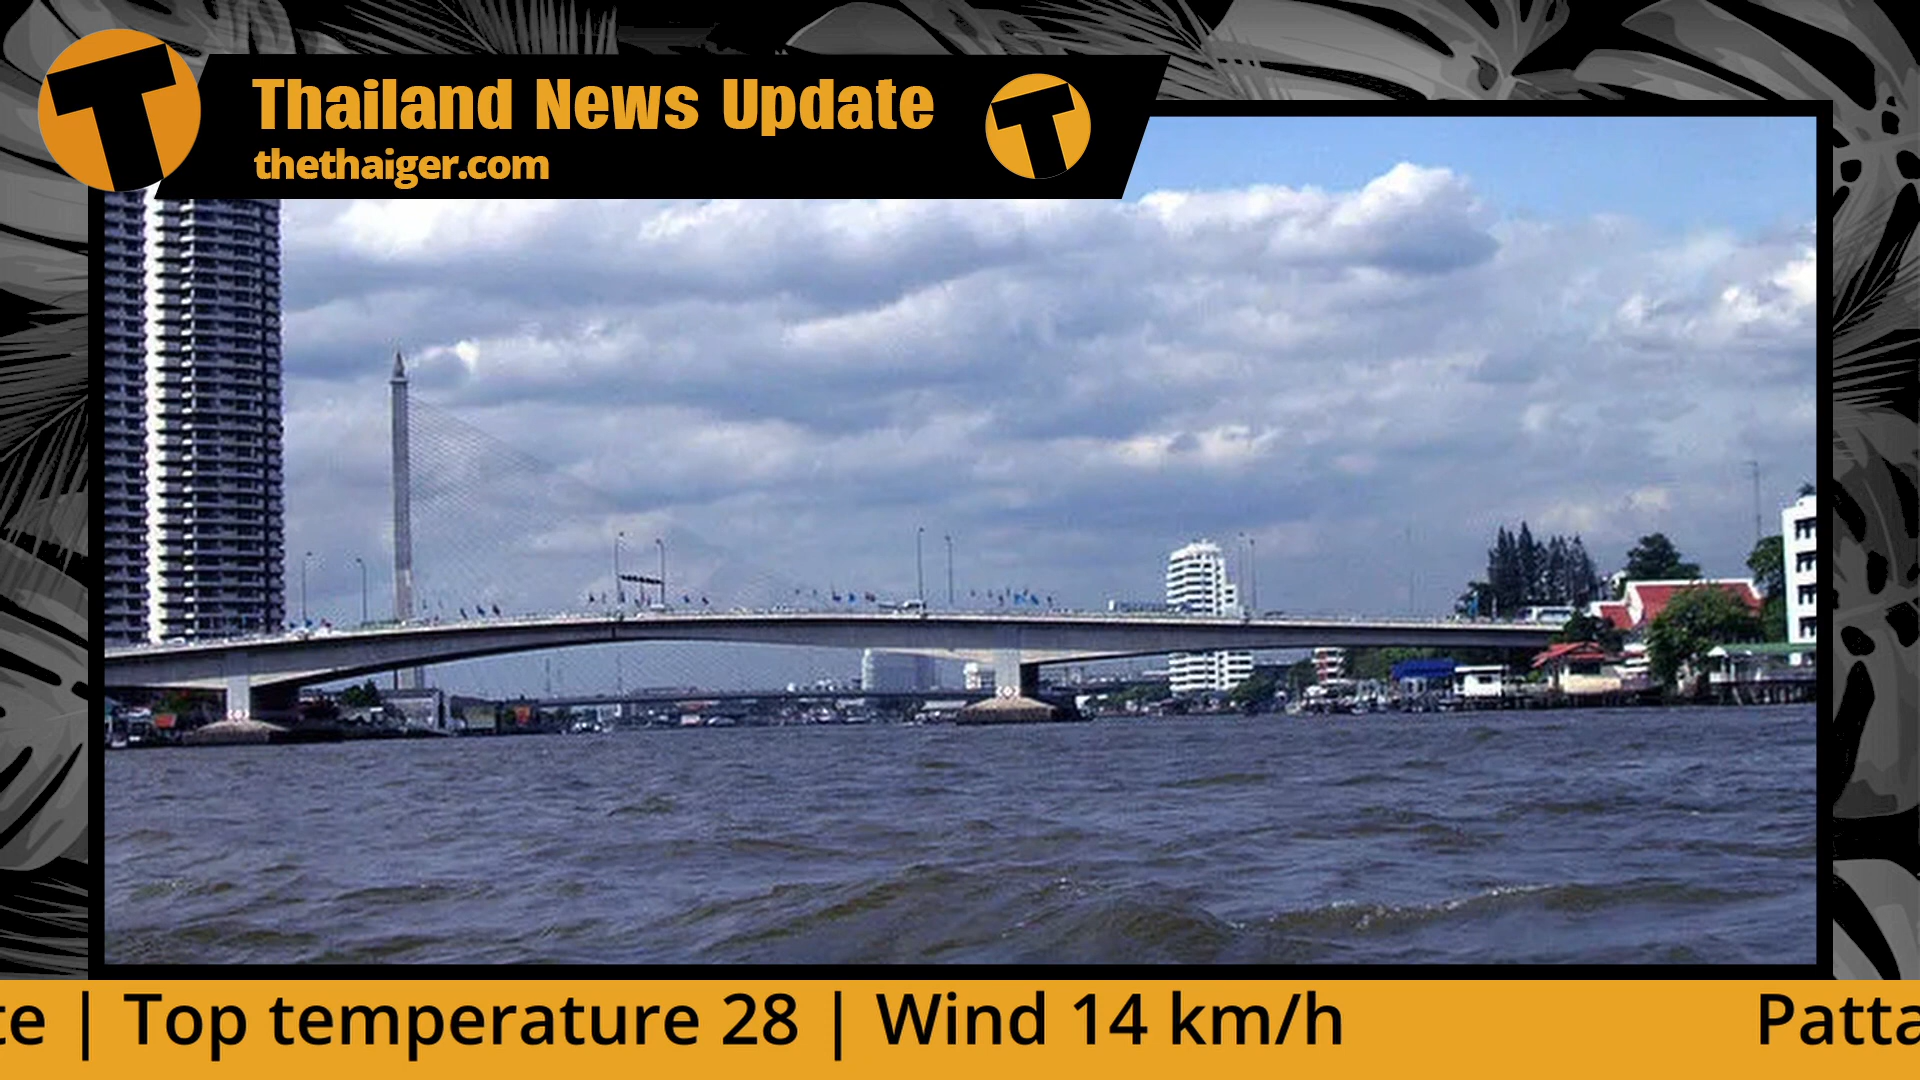 Thailand News Update
thethaiger.com
te | Top temperature 28 | Wind 14 km/h Patta